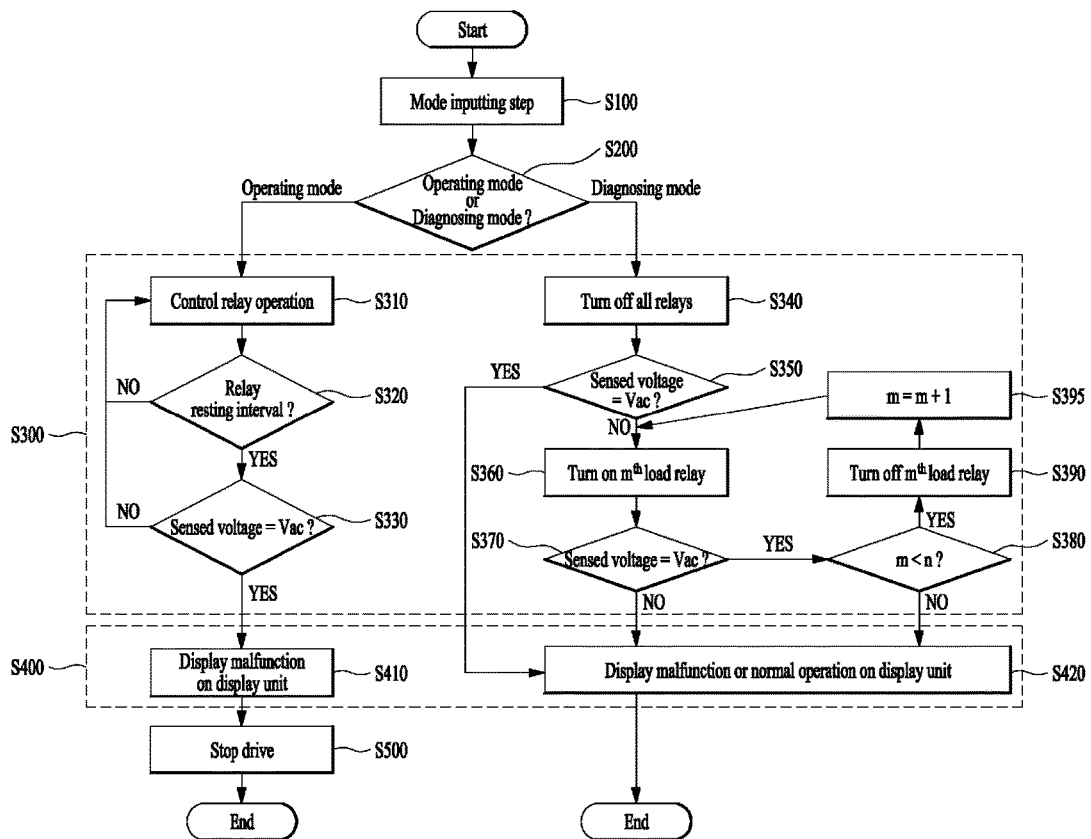 Start
Mode inputting step
S100
S200
Operating mode
Operating mode
or
Diagnosing mode ?
Diagnosing mode
Control relay operation
S310
Turn off all relays
S340
NO
Relay
resting interval ?
S320
YES
Sensed voltage
= Vac ?
S350
m = m + 1
S395
S300
YES
NO
S360
Turn on mth load relay
Turn off mth load relay
S390
NO
Sensed voltage = Vac ?
S330
YES
S370
Sensed voltage = Vac ?
YES
m < n ?
S380
YES
NO
NO
S400
Display malfunction
on display unit
S410
Display malfunction or normal operation on display unit
S420
Stop drive
S500
End
End